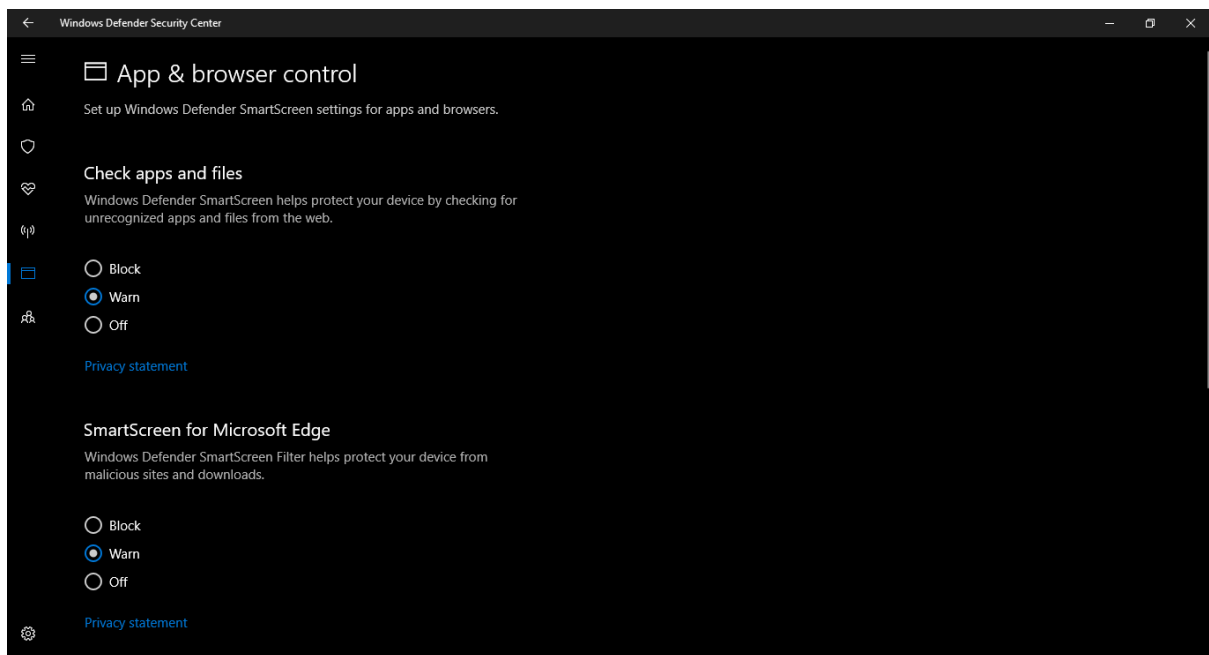 Windows Defender Security Center
App & browser control
Set up Windows Defender SmartScreen settings for apps and browsers.
Check apps and files
Windows Defender SmartScreen helps protect your device by checking for
unrecognized apps and files from the web.
Block
Warn
Off
Privacy statement
SmartScreen for Microsoft Edge
Windows Defender SmartScreen Filter helps protect your device from
malicious sites and downloads.
Block
Warn
Off
Privacy statement